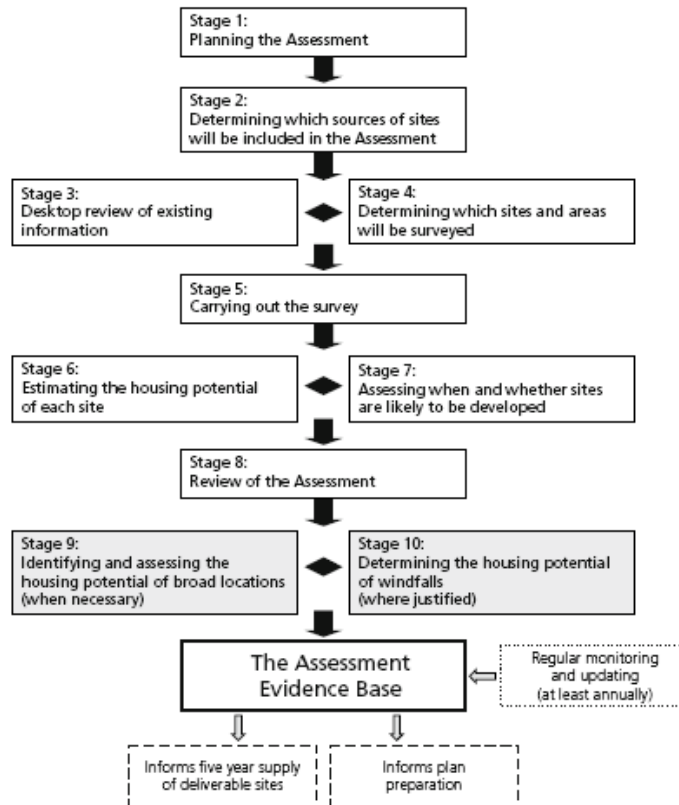 Stage 1:
Planning the Assessment
Stage 2:
Determining which sources of sites
will be included in the Assessment
Stage 3:
Desktop review of existing
information
Stage 4:
Determining which sites and areas
will be surveyed
Stage 5:
Carrying out the survey
Stage 6:
Estimating the housing potential
of each site
Stage 7:
Assessing when and whether sites
are likely to be developed
Stage 8:
Review of the Assessment
Stage 9:
Identifying and assessing the
housing potential of broad locations
(when necessary)
Stage 10:
Determining the housing potential
of windfalls
(where justified)
The Assessment
Evidence Base
Regular monitoring
and updating
(at least annually)
Informs five year supply
of deliverable sites
Informs plan
preparation